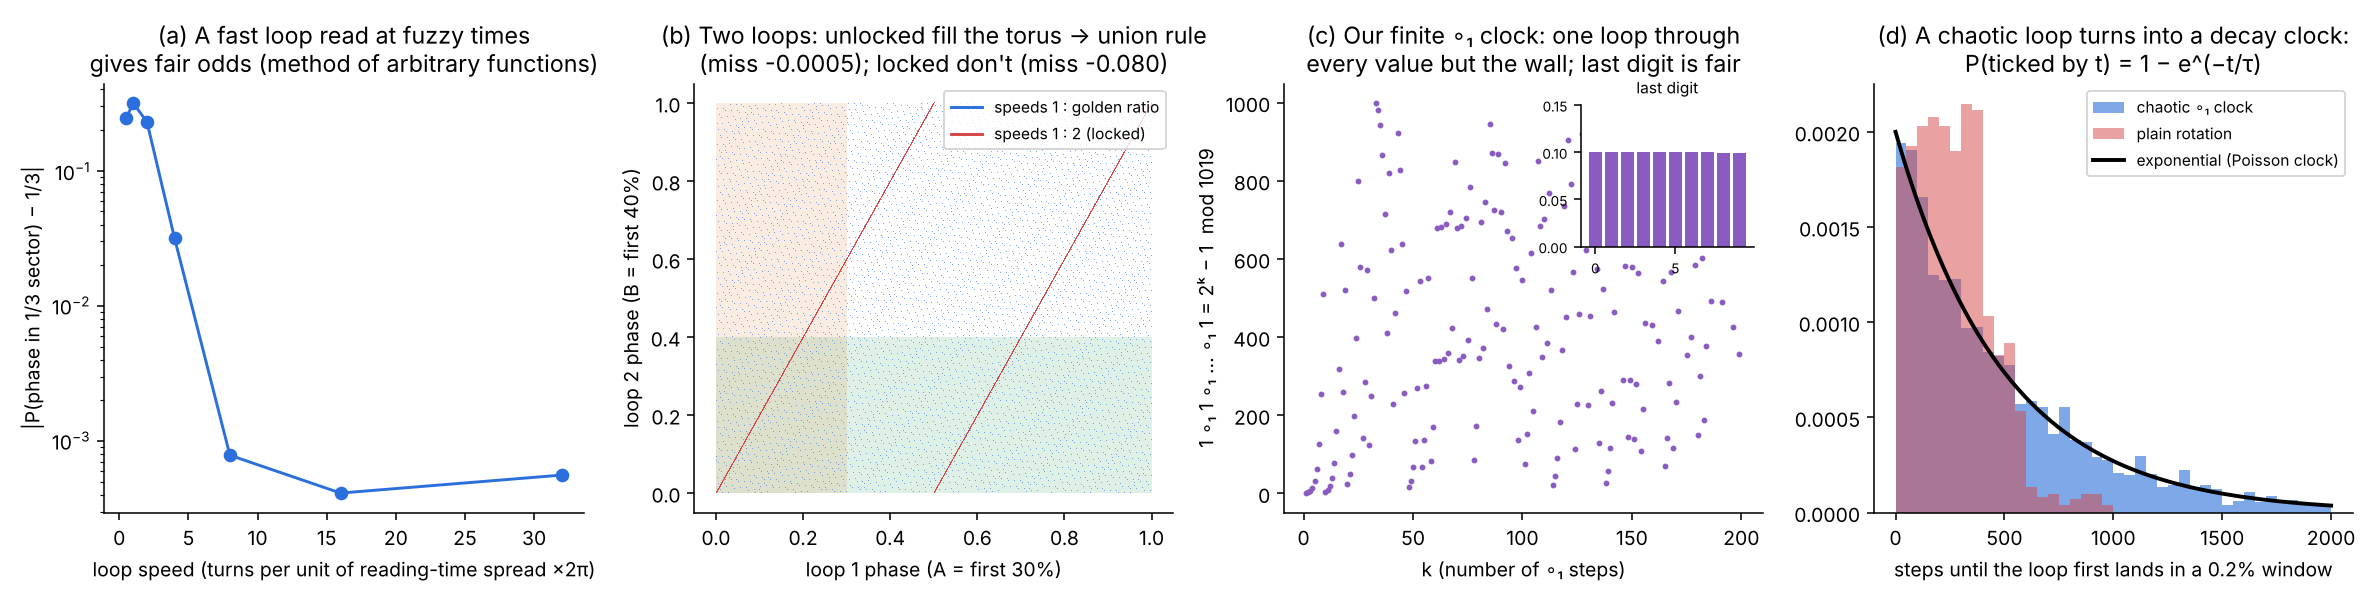 (a) A fast loop read at fuzzy times
gives fair odds (method of arbitrary functions)
|P(phase in 1/3 sector) − 1/3|
10⁻¹
10⁻²
10⁻³
0 5 10 15 20 25 30
loop speed (turns per unit of reading-time spread ×2π)
(b) Two loops: unlocked fill the torus → union rule
(miss -0.0005); locked don't (miss -0.080)
speeds 1 : golden ratio
speeds 1 : 2 (locked)
loop 2 phase (B = first 40%)
1.0
0.8
0.6
0.4
0.2
0.0
0.0 0.2 0.4 0.6 0.8 1.0
loop 1 phase (A = first 30%)
(c) Our finite ∘₁ clock: one loop through
every value but the wall; last digit is fair
last digit
0.15
0.10
0.05
0.00
0 5
1 ∘₁ 1 ∘₁ … ∘₁ 1 = 2ᵏ − 1 mod 1019
1000
800
600
400
200
0
0 50 100 150 200
k (number of ∘₁ steps)
(d) A chaotic loop turns into a decay clock:
P(ticked by t) = 1 − e^(−t/τ)
chaotic ∘₁ clock
plain rotation
exponential (Poisson clock)
0.0020
0.0015
0.0010
0.0005
0.0000
0 500 1000 1500 2000
steps until the loop first lands in a 0.2% window